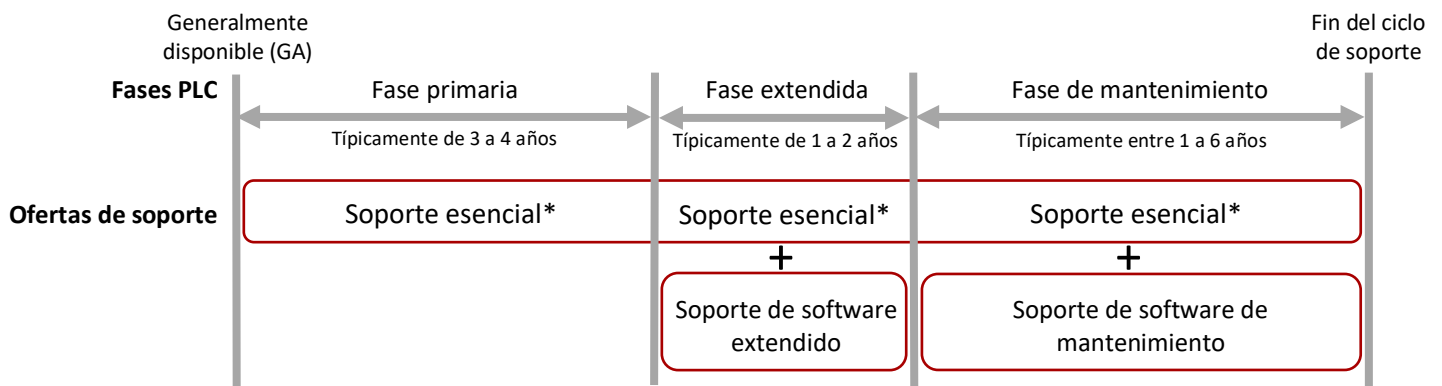 Generalmente
disponible (GA)
Fin del ciclo
de soporte
Fases PLC
Fase primaria
Fase extendida
Fase de mantenimiento
Típicamente de 3 a 4 años
Típicamente de 1 a 2 años
Típicamente entre 1 a 6 años
Ofertas de soporte
Soporte esencial*
Soporte esencial*
Soporte esencial*
+
+
Soporte de software
extendido
Soporte de software de
mantenimiento